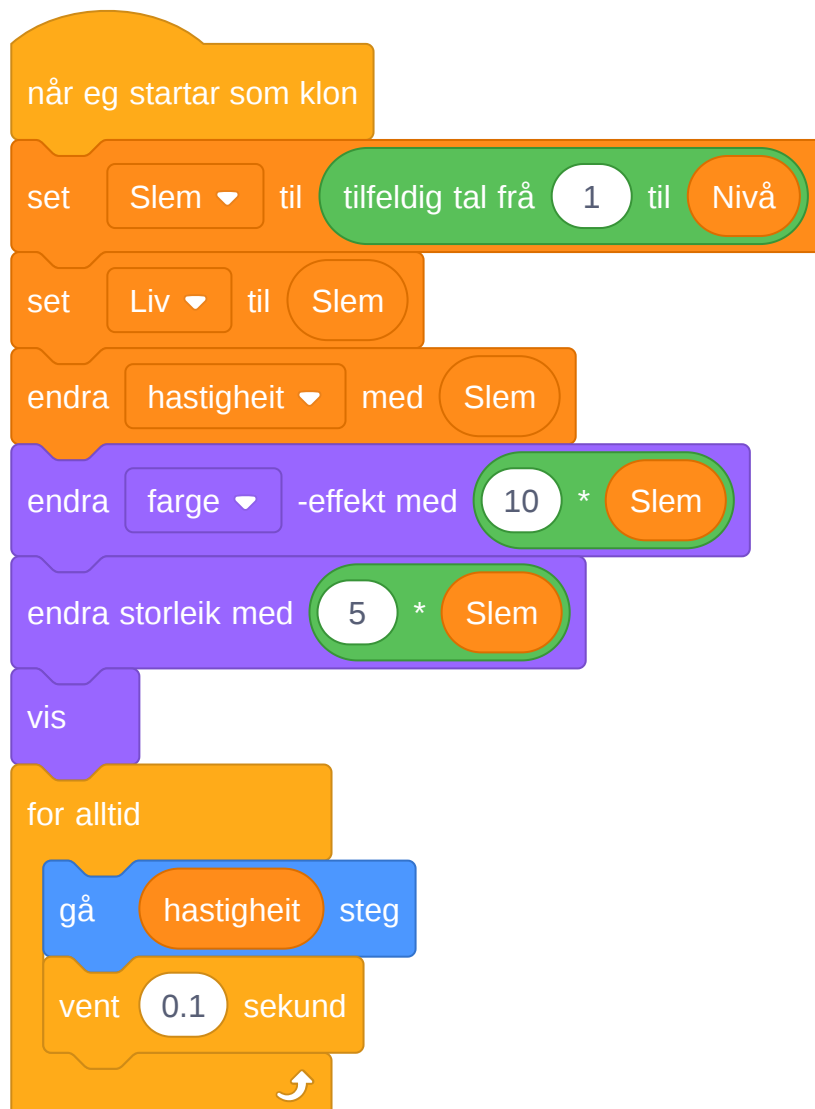 når eg startar som klon
set Slem til tilfeldig tal frå 1 til Nivå
set Liv til Slem
endra hastigheit med Slem
endra farge -effekt med 10 * Slem
endra storleik med 5 * Slem
vis
for alltid
gå hastigheit steg
vent 0.1 sekund